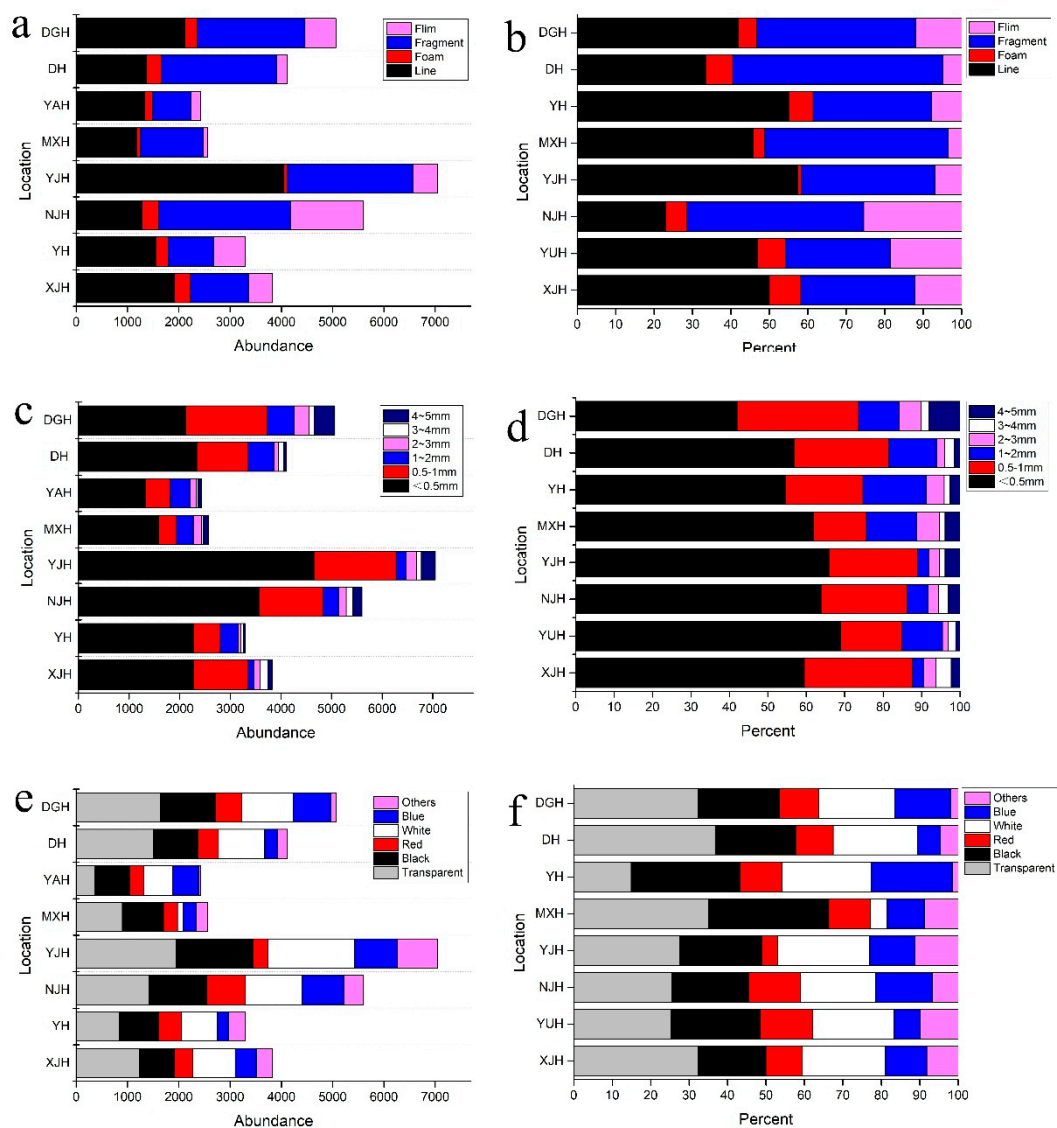 a
DGH
DH
YAH
MXH
YJH
NJH
YH
XJH
Location
0 1000 2000 3000 4000 5000 6000 7000
Abundance
Flim
Fragment
Foam
Line
b
DGH
DH
YH
MXH
YJH
NJH
YUH
XJH
Location
0 10 20 30 40 50 60 70 80 90 100
Percent
Flim
Fragment
Foam
Line
c
DGH
DH
YAH
MXH
YJH
NJH
YH
XJH
Location
0 1000 2000 3000 4000 5000 6000 7000
Abundance
4~5mm
3~4mm
2~3mm
1~2mm
0.5-1mm
<0.5mm
d
DGH
DH
YH
MXH
YJH
NJH
YUH
XJH
Location
0 10 20 30 40 50 60 70 80 90 100
Percent
4~5mm
3~4mm
2~3mm
1~2mm
0.5-1mm
<0.5mm
e
DGH
DH
YAH
MXH
YJH
NJH
YH
XJH
Location
0 1000 2000 3000 4000 5000 6000 7000
Abundance
Others
Blue
White
Red
Black
Transparent
f
DGH
DH
YH
MXH
YJH
NJH
YUH
XJH
Location
0 10 20 30 40 50 60 70 80 90 100
Percent
Others
Blue
White
Red
Black
Transparent